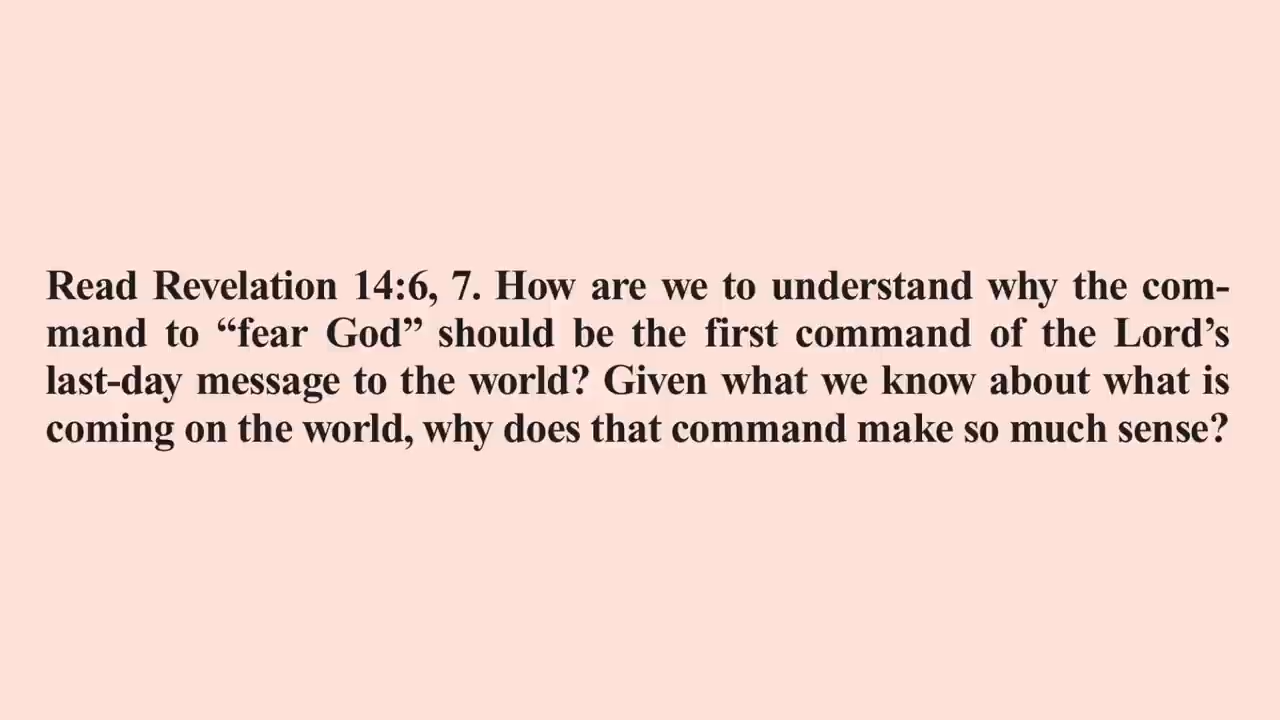 Read Revelation 14:6, 7. How are we to understand why the com-
mand to “fear God” should be the first command of the Lord’s
last-day message to the world? Given what we know about what is
coming on the world, why does that command make so much sense?